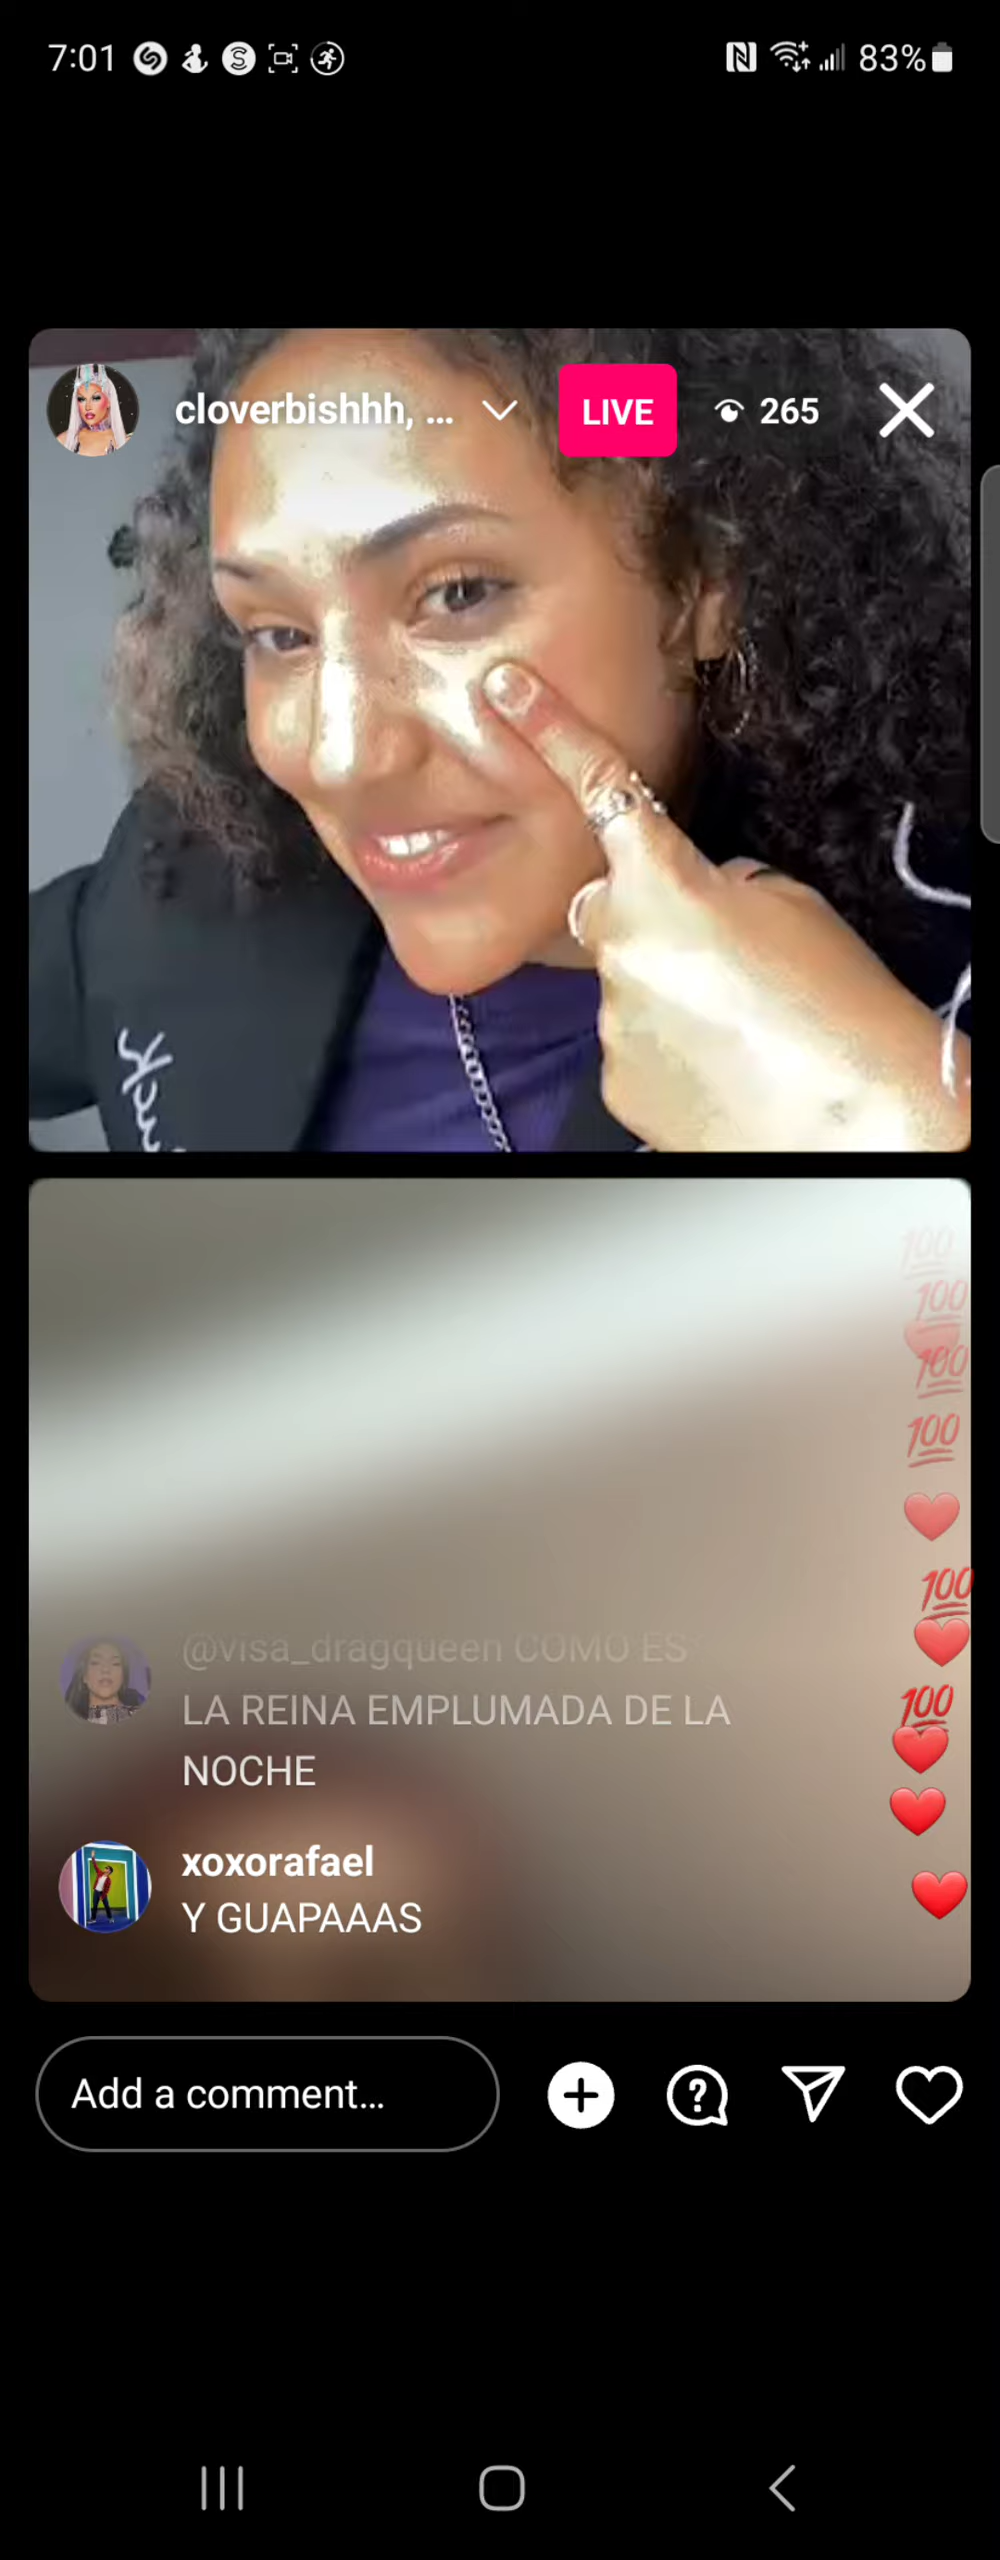 7:01
83%
cloverbishhh, ...
LIVE
265
100
100
100
100
100
100
@visa_dragqueen COMO ES
LA REINA EMPLUMADA DE LA
NOCHE
xoxorafael
Y GUAPAAAS
Add a comment...